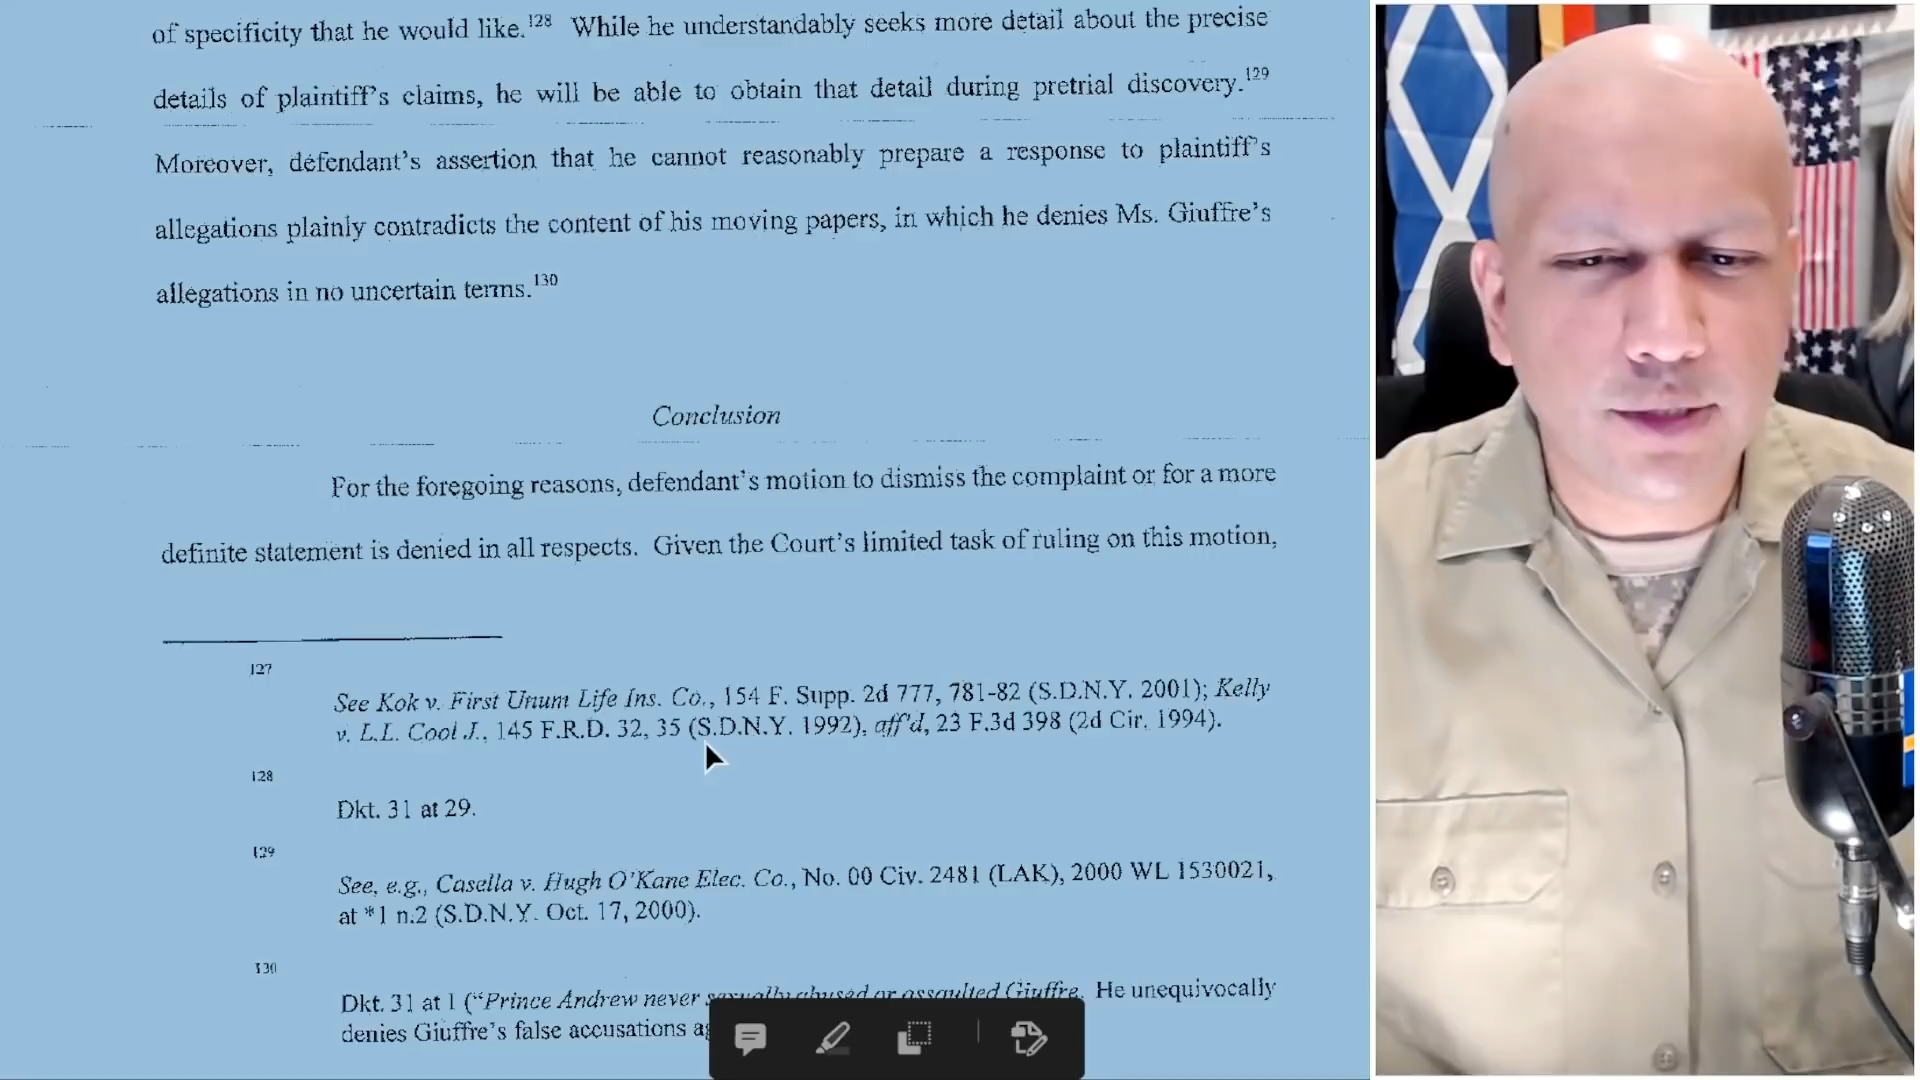 of specificity that he would like.128 While he understandably seeks more detail about the precise
details of plaintiff's claims, he will be able to obtain that detail during pretrial discovery.129
Moreover, defendant's assertion that he cannot reasonably prepare a response to plaintiff's
allegations plainly contradicts the content of his moving papers, in which he denies Ms. Giuffre's
allegations in no uncertain terms.130
Conclusion
For the foregoing reasons, defendant's motion to dismiss the complaint or for a more
definite statement is denied in all respects. Given the Court's limited task of ruling on this motion,
127
See Kok v. First Unum Life Ins. Co., 154 F. Supp. 2d 777, 781-82 (S.D.N.Y. 2001); Kelly
v. L.L. Cool J., 145 F.R.D. 32, 35 (S.D.N.Y. 1992), aff'd, 23 F.3d 398 (2d Cir. 1994).
128
Dkt. 31 at 29.
129
See, e.g., Casella v. Hugh O'Kane Elec. Co., No. 00 Civ. 2481 (LAK), 2000 WL 1530021,
at *1 n.2 (S.D.N.Y. Oct. 17, 2000).
130
Dkt. 31 at 1 ("Prince Andrew never sexually abused or assaulted Giuffre. He unequivocally
denies Giuffre's false accusations